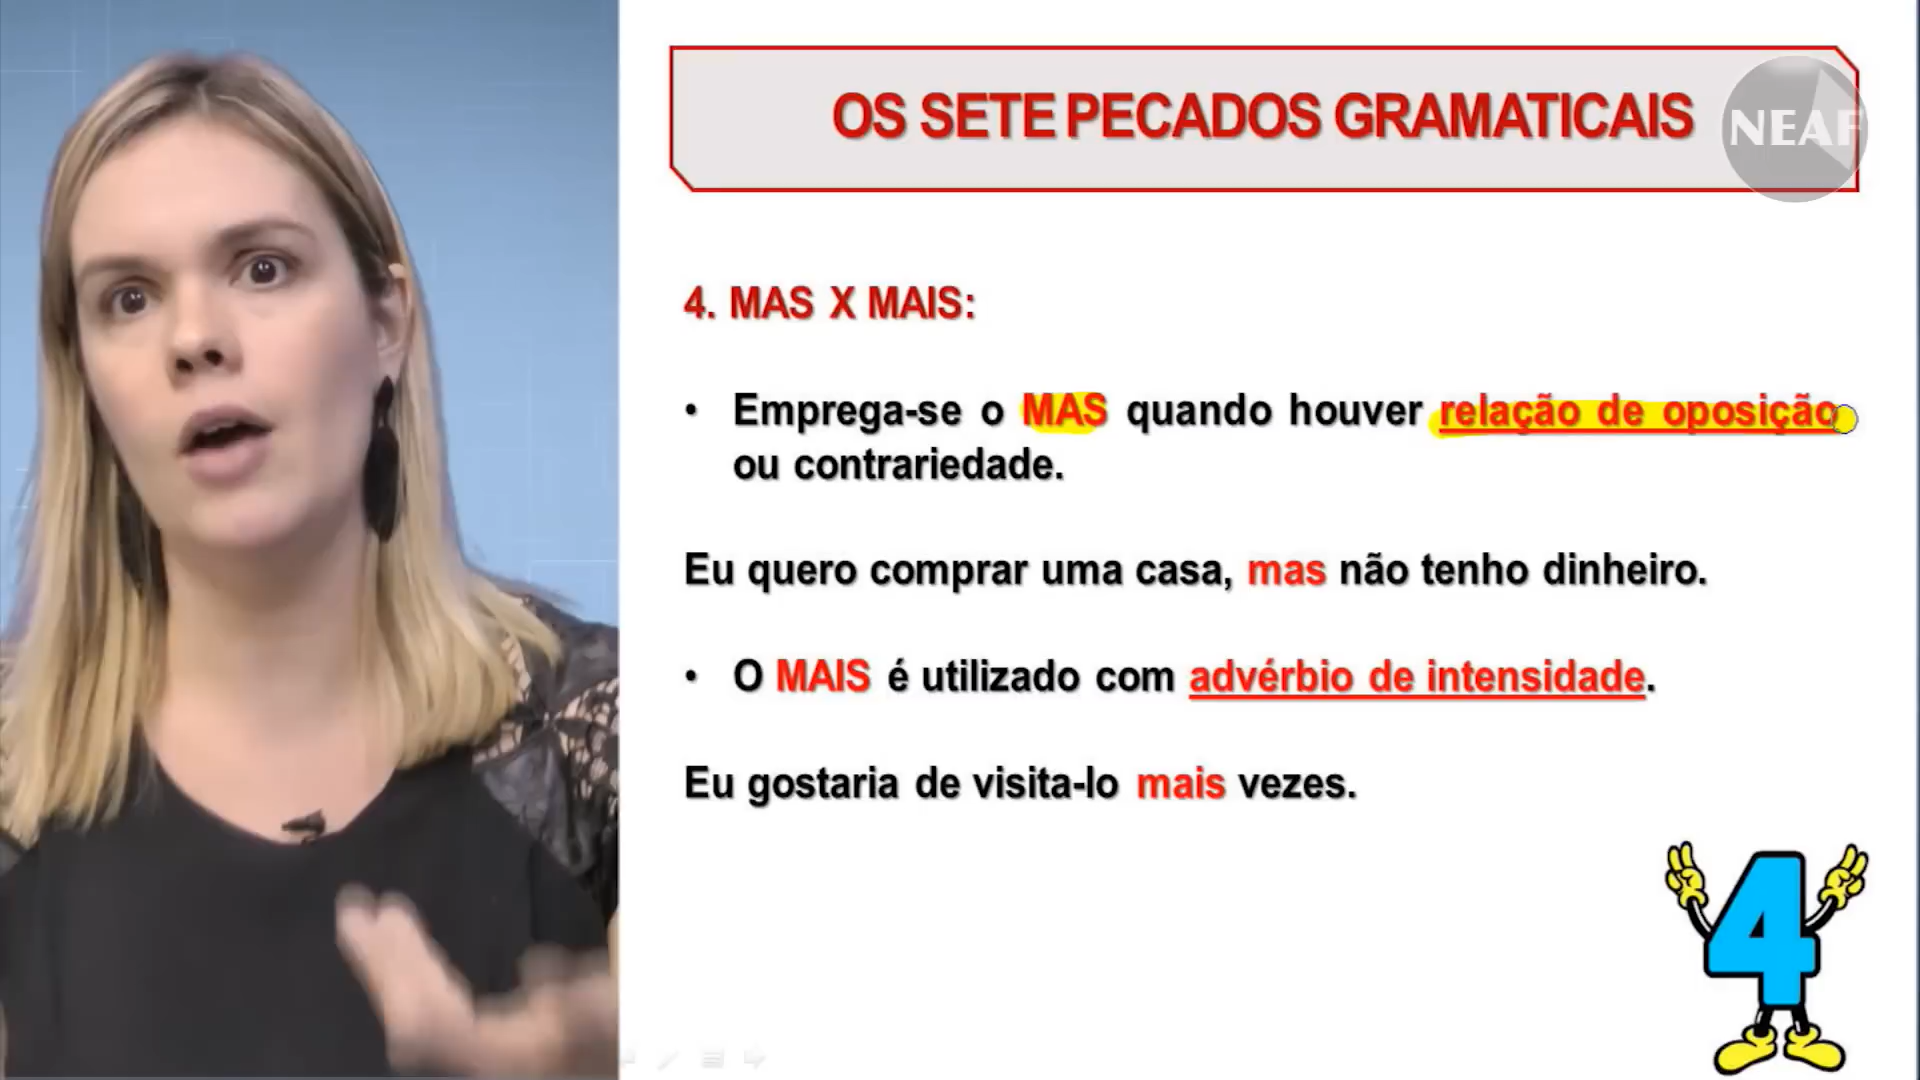 OS SETE PECADOS GRAMATICAIS
NEAF
4. MAS X MAIS:
• Emprega-se o MAS quando houver relação de oposição
ou contrariedade.
Eu quero comprar uma casa, mas não tenho dinheiro.
• O MAIS é utilizado com advérbio de intensidade.
Eu gostaria de visita-lo mais vezes.
4